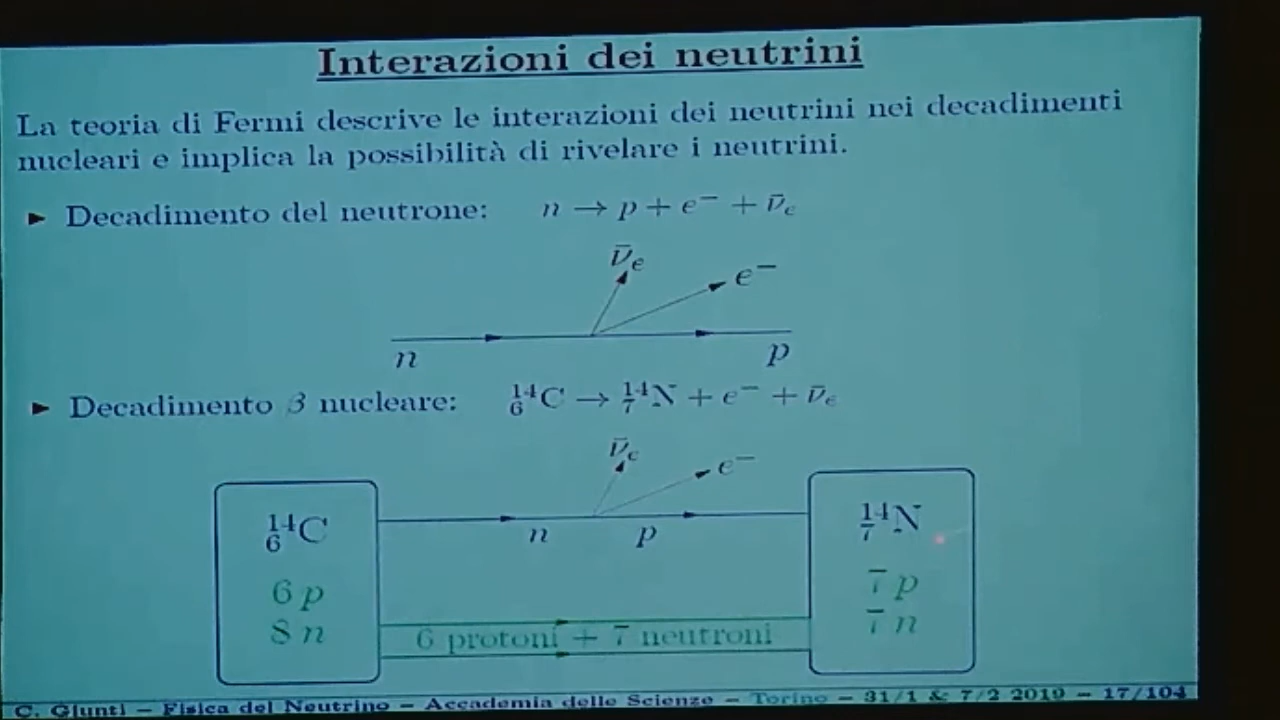 Interazioni dei neutrini
La teoria di Fermi descrive le interazioni dei neutrini nei decadimenti
nucleari e implica la possibilità di rivelare i neutrini.
► Decadimento del neutrone: n → p + e⁻ + ν̄ₑ
ν̄ₑ
e⁻
n
p
► Decadimento β nucleare: ¹⁴₆C → ¹⁴₇N + e⁻ + ν̄ₑ
ν̄ₑ
e⁻
n
p
¹⁴₆C
6 p
8 n
6 protoni + 7 neutroni
¹⁴₇N
7 p
7 n
C. Giunti – Fisica del Neutrino – Accademia delle Scienze – Torino – 31/1 & 7/2 2019 – 17/104